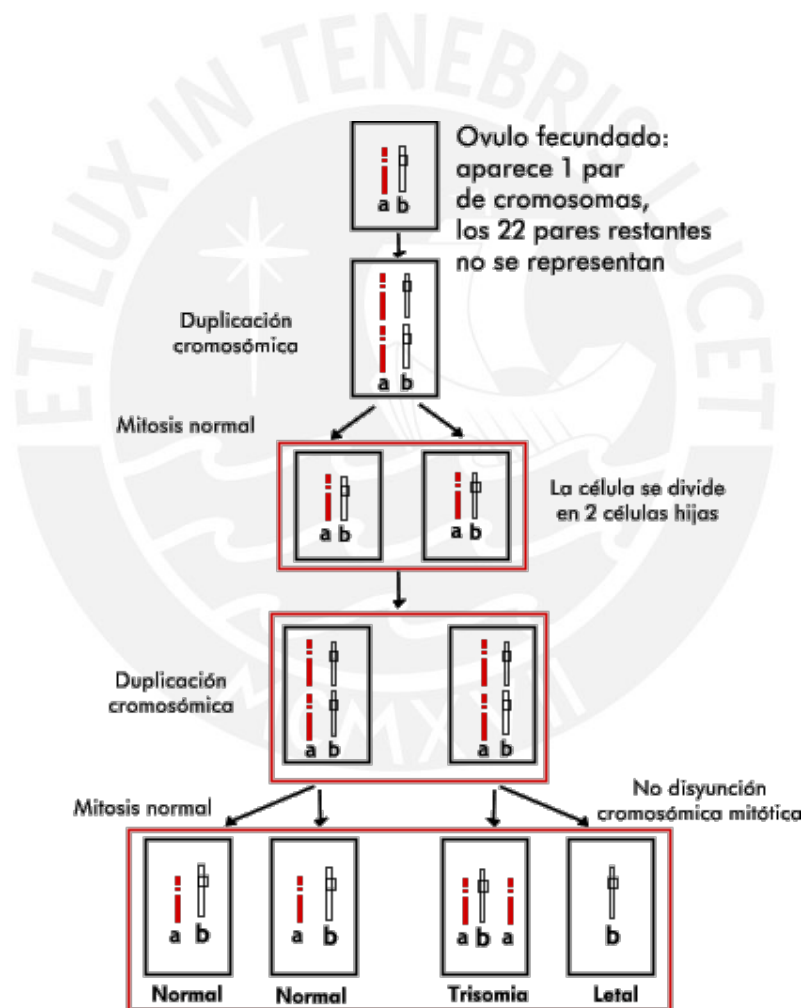 ET LUX IN TENEBRIS LUCET
MCMXVII
Ovulo fecundado:
aparece 1 par
de cromosomas,
los 22 pares restantes
no se representan
a b
Duplicación
cromosómica
a b
Mitosis normal
a b
a b
La célula se divide
en 2 células hijas
Duplicación
cromosómica
a b
a b
Mitosis normal
No disyunción
cromosómica mitótica
a b
a b
a b a
b
Normal
Normal
Trisomia
Letal